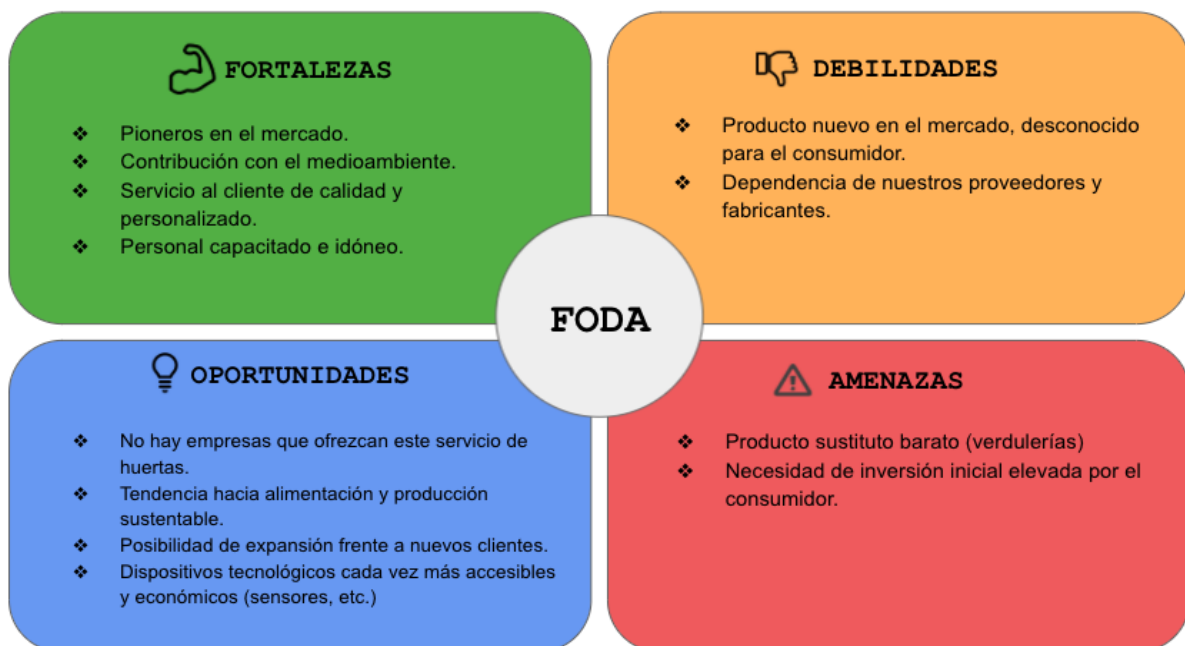 FORTALEZAS
❖ Pioneros en el mercado.
❖ Contribución con el medioambiente.
❖ Servicio al cliente de calidad y
personalizado.
❖ Personal capacitado e idóneo.
DEBILIDADES
❖ Producto nuevo en el mercado, desconocido
para el consumidor.
❖ Dependencia de nuestros proveedores y
fabricantes.
FODA
OPORTUNIDADES
❖ No hay empresas que ofrezcan este servicio de
huertas.
❖ Tendencia hacia alimentación y producción
sustentable.
❖ Posibilidad de expansión frente a nuevos clientes.
❖ Dispositivos tecnológicos cada vez más accesibles
y económicos (sensores, etc.)
AMENAZAS
❖ Producto sustituto barato (verdulerías)
❖ Necesidad de inversión inicial elevada por el
consumidor.